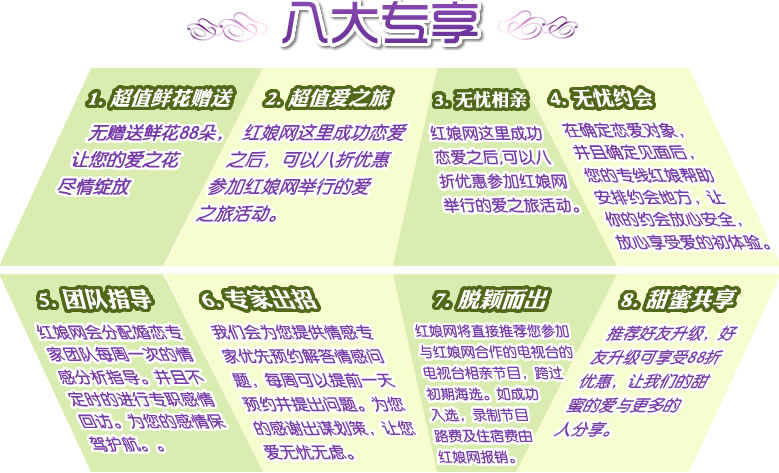 八大专享
1. 超值鲜花赠送
无赠送鲜花88朵，
让您的爱之花
尽情绽放
2. 超值爱之旅
红娘网这里成功恋爱
之后，可以八折优惠
参加红娘网举行的爱
之旅活动。
3. 无忧相亲
红娘网这里成功
恋爱之后,可以八
折优惠参加红娘网
举行的爱之旅活动。
4. 无忧约会
在确定恋爱对象，
并且确定见面后，
您的专线红娘帮助
安排约会地方，让
你的约会放心安全，
放心享受爱的初体验。
5. 团队指导
红娘网会分配婚恋专
家团队每周一次的情
感分析指导。并且不
定时的进行专职感情
回访。为您的感情保
驾护航。。
6. 专家出招
我们会为您提供情感专
家优先预约解答情感问
题，每周可以提前一天
预约并提出问题。为您
的感谢出谋划策，让您
爱无忧无虑。
7. 脱颖而出
红娘网将直接推荐您参加
与红娘网合作的电视台的
电视台相亲节目，跨过
初期海选。如成功
入选，录制节目
路费及住宿费由
红娘网报销。
8. 甜蜜共享
推荐好友升级，好
友升级可享受88折
优惠，让我们的甜
蜜的爱与更多的
人分享。